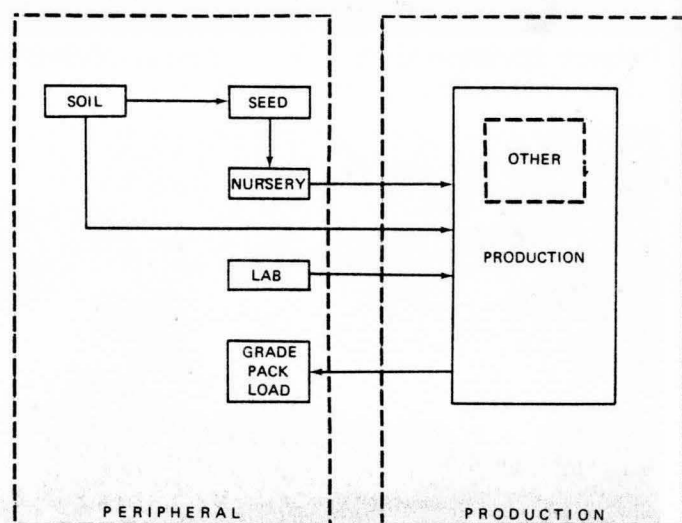 SOIL
SEED
NURSERY
LAB
GRADE
PACK
LOAD
PERIPHERAL
OTHER
PRODUCTION
PRODUCTION